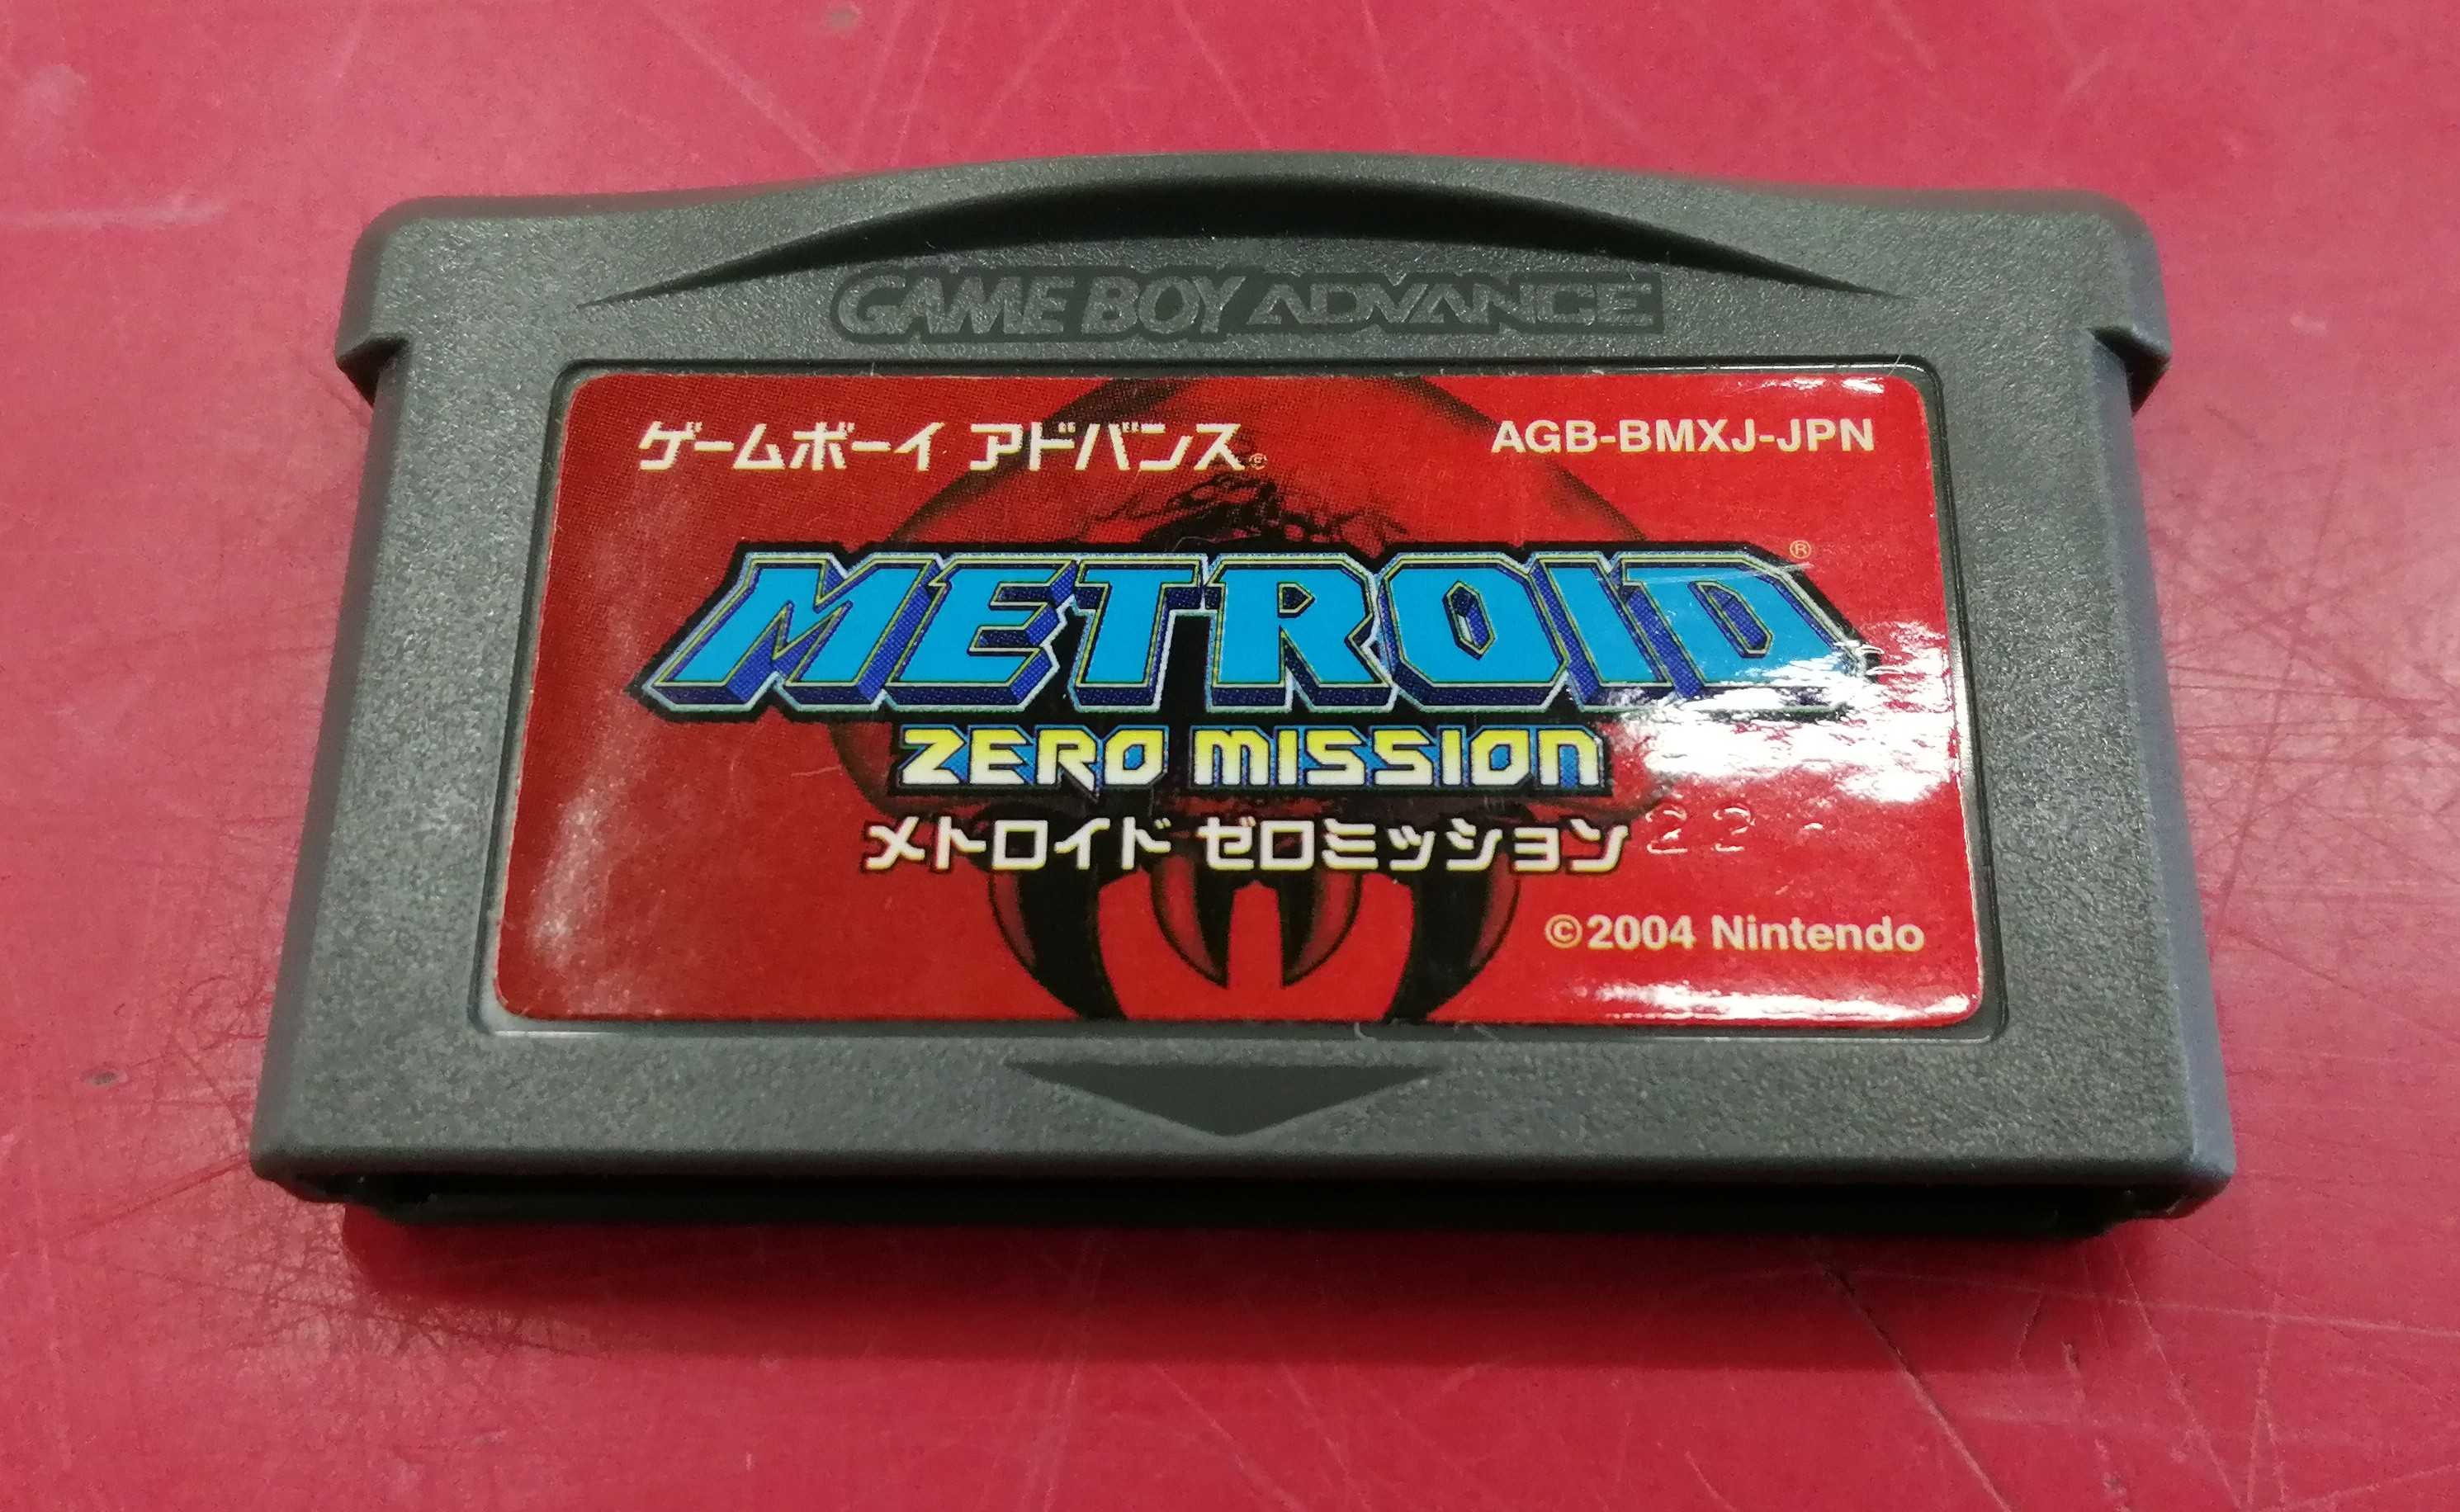 GAME BOY ADVANCE
ゲームボーイ アドバンス
AGB-BMXJ-JPN
METROID®
ZERO MISSION
メトロイド ゼロミッション
22
©2004 Nintendo